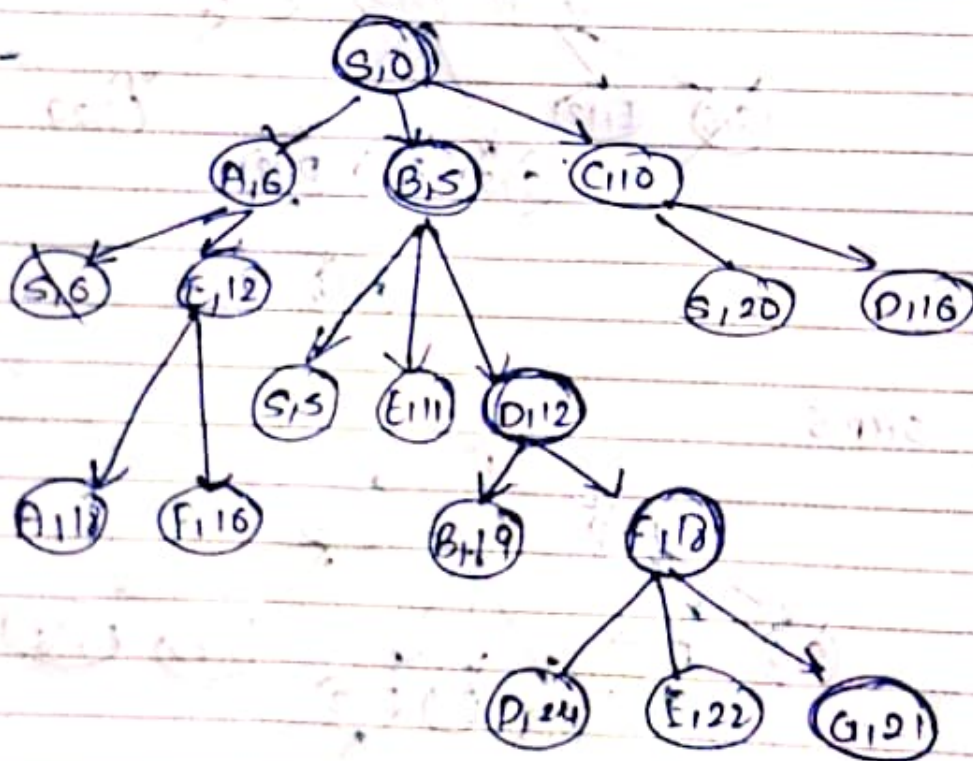 S,0
A,6 B,5 C,10
S,6 E,12 S,20 D,16
S,5 E,11 D,12
A,18 F,16 B,19 F,18
D,24 E,22 G,21